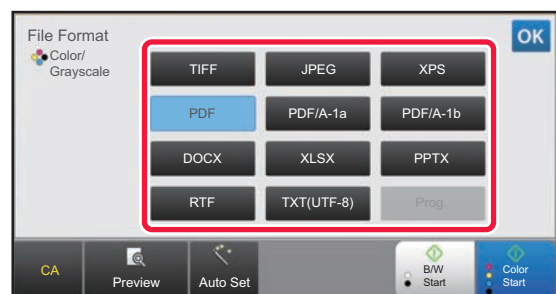 File Format
OK
Color/
Grayscale
TIFF
JPEG
XPS
PDF
PDF/A-1a
PDF/A-1b
DOCX
XLSX
PPTX
RTF
TXT(UTF-8)
Prog.
CA
Preview
Auto Set
B/W
Start
Color
Start